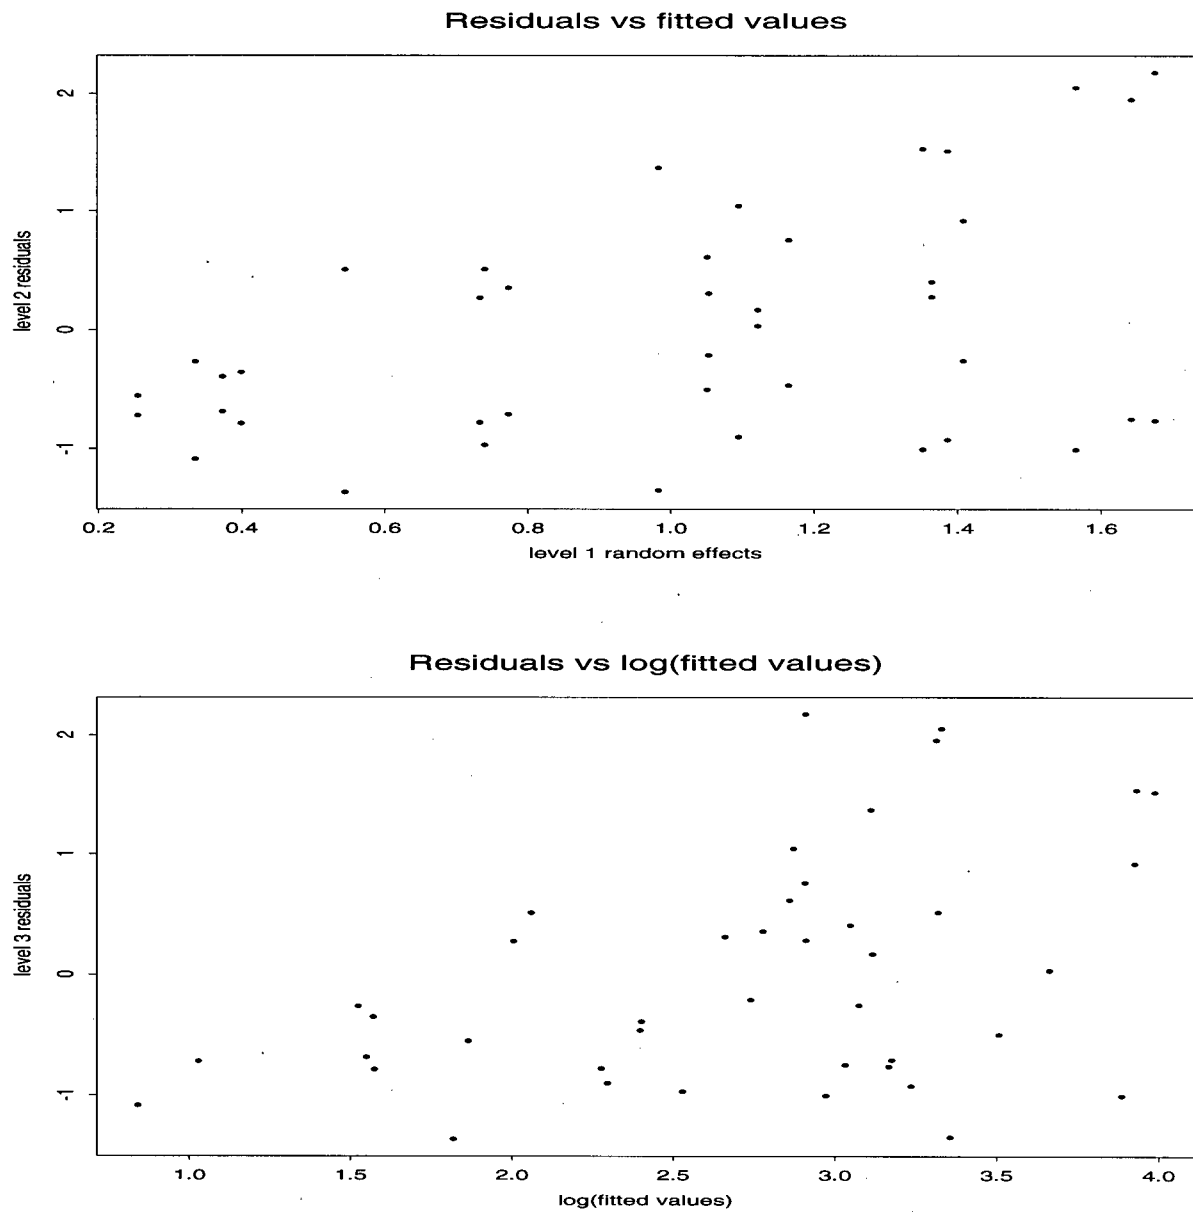 Residuals vs fitted values
2
1
0
-1
level 2 residuals
0.2 0.4 0.6 0.8 1.0 1.2 1.4 1.6
level 1 random effects
Residuals vs log(fitted values)
2
1
0
-1
level 3 residuals
1.0 1.5 2.0 2.5 3.0 3.5 4.0
log(fitted values)